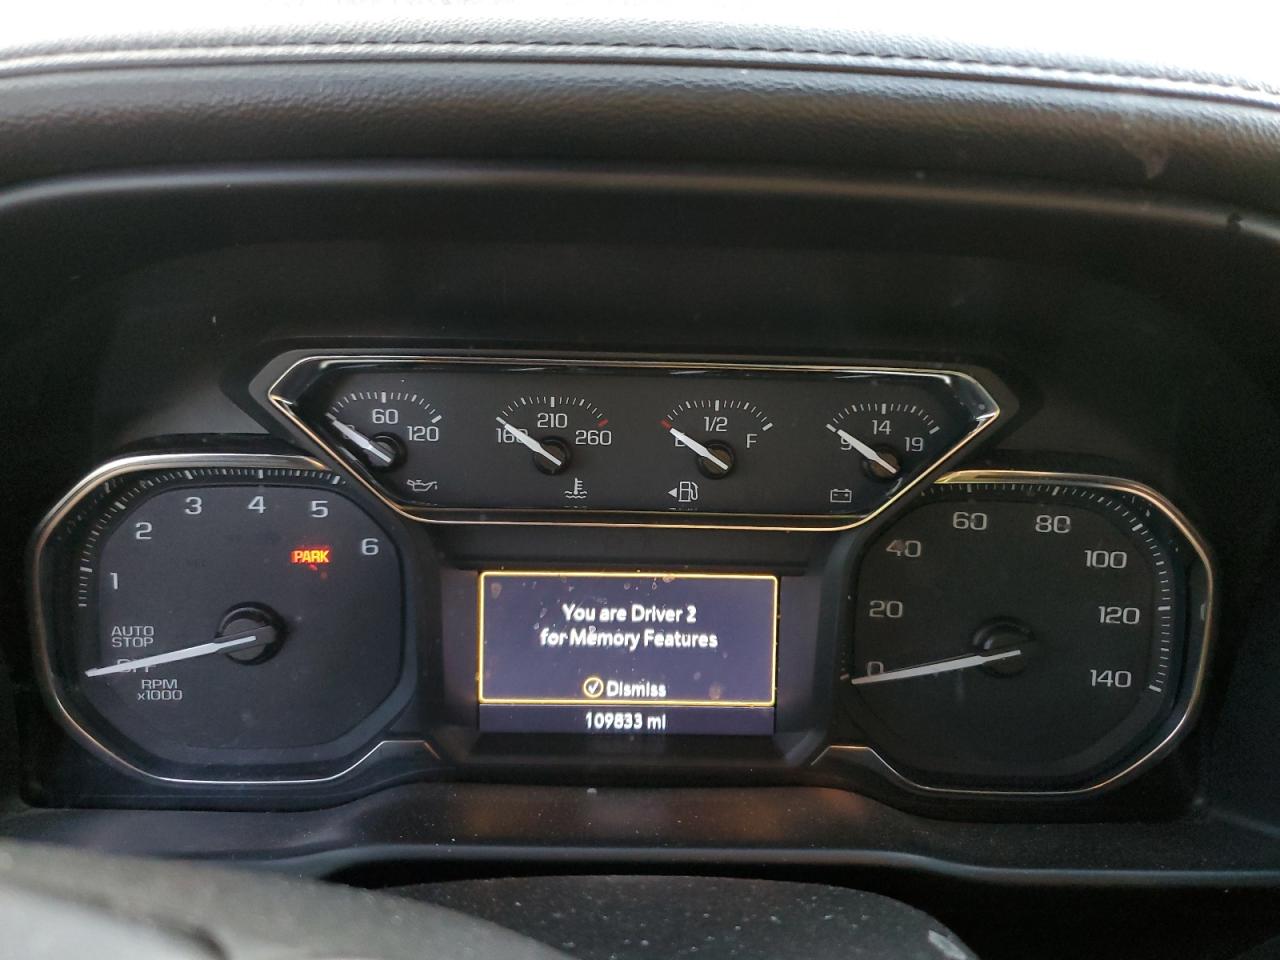 60
0 120
210
160 260
1/2
E F
14
9 19
1 2 3 4 5 6
PARK
AUTO
STOP
OFF
RPM
x1000
You are Driver 2
for Memory Features
Dismiss
109833 mi
0 20 40 60 80 100 120 140